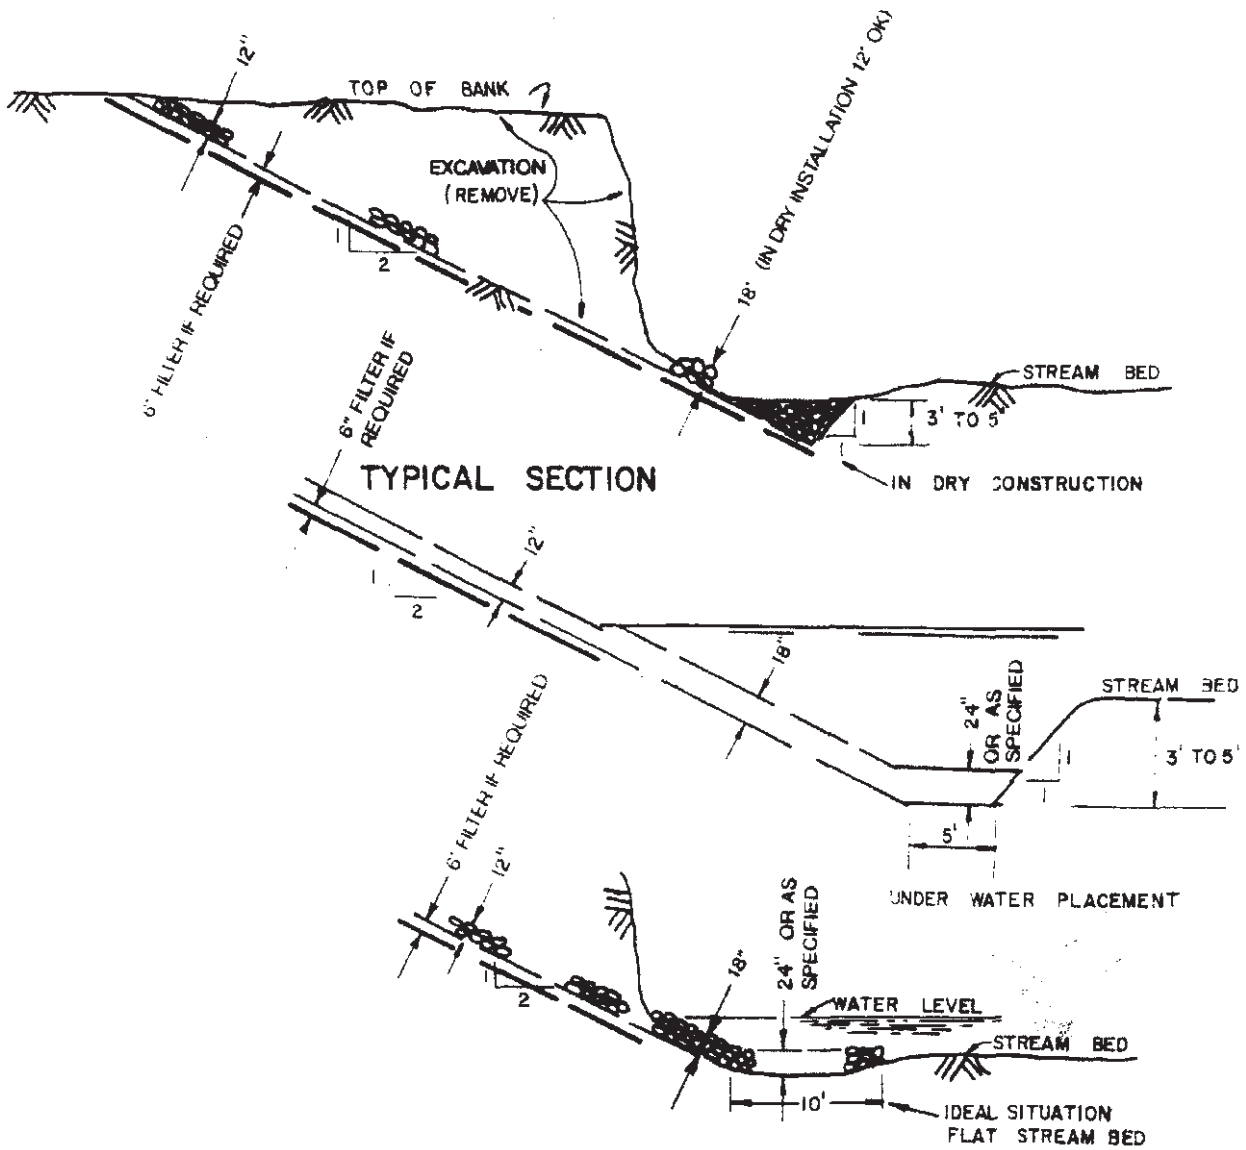 12"
TOP OF BANK
EXCAVATION
(REMOVE)
18" (IN DRY INSTALLATION 12" OK)
1
2
6" FILTER IF REQUIRED
STREAM BED
1
3' TO 5'
IN DRY CONSTRUCTION
TYPICAL SECTION
6" FILTER IF
REQUIRED
12"
1
2
18"
24"
OR AS
SPECIFIED
STREAM BED
1
1
3' TO 5'
5'
UNDER WATER PLACEMENT
6" FILTER IF REQUIRED
12"
1
2
18"
24" OR AS
SPECIFIED
WATER LEVEL
STREAM BED
10'
IDEAL SITUATION
FLAT STREAM BED